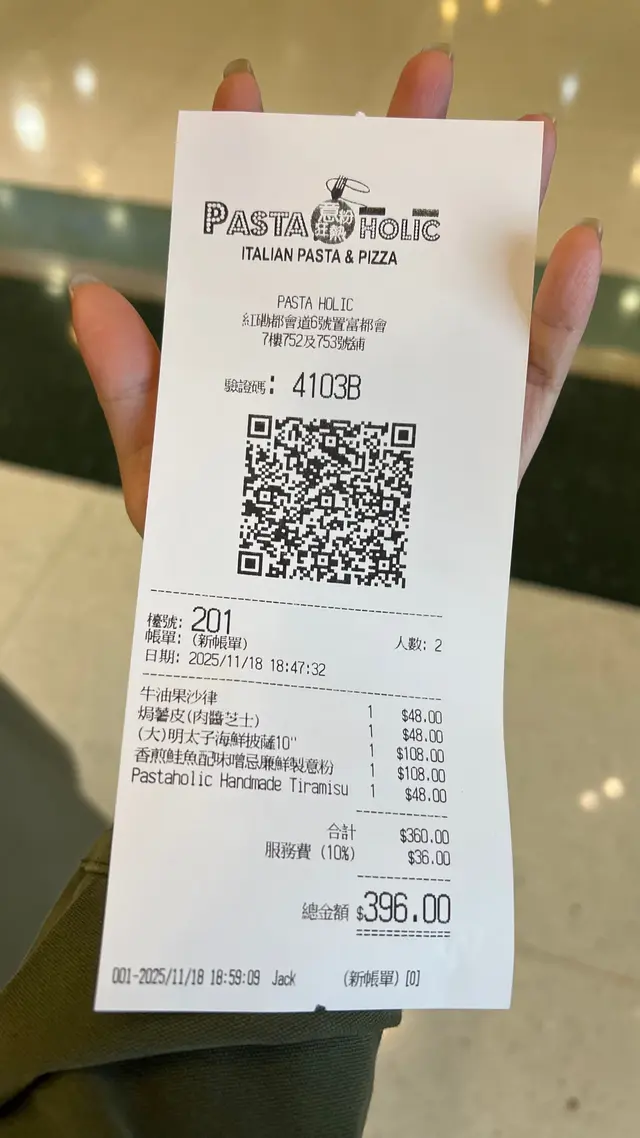 PASTA 意粉狂熱 HOLIC
ITALIAN PASTA & PIZZA
PASTA HOLIC
紅磡都會道6號置富都會
7樓752及753號舖
驗證碼: 4103B
檯號: 201
人數: 2
帳單: (新帳單)
日期: 2025/11/18 18:47:32
牛油果沙律 1 $48.00
焗薯皮(肉醬芝士) 1 $48.00
(大)明太子海鮮披薩10" 1 $108.00
香煎鮭魚配味噌忌廉鮮製意粉 1 $108.00
Pastaholic Handmade Tiramisu 1 $48.00
合計 $360.00
服務費 (10%) $36.00
總金額 $396.00
001-2025/11/18 18:59:09 Jack (新帳單) [0]